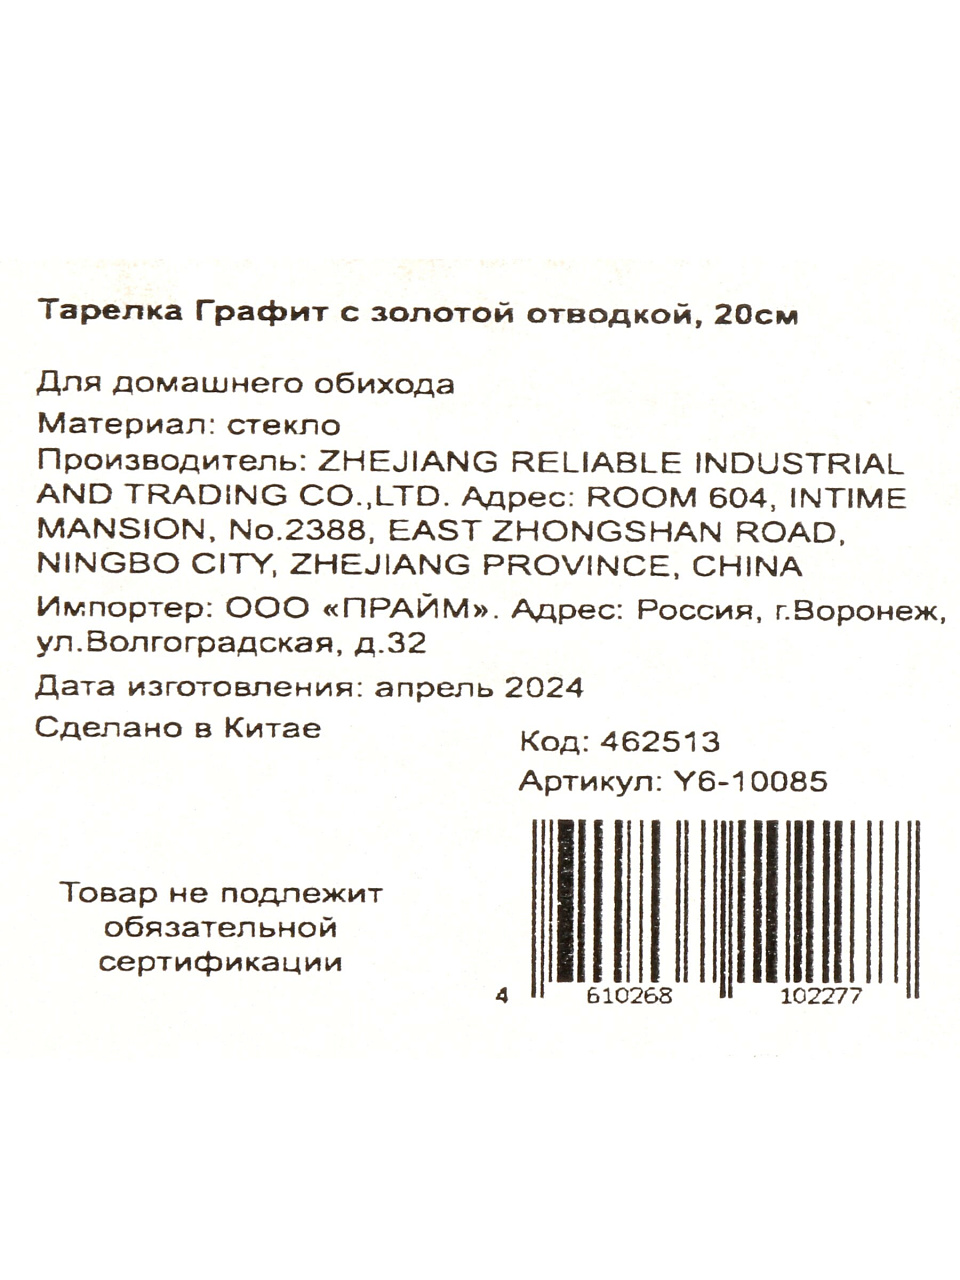 Тарелка Графит с золотой отводкой, 20см
Для домашнего обихода
Материал: стекло
Производитель: ZHEJIANG RELIABLE INDUSTRIAL
AND TRADING CO.,LTD. Адрес: ROOM 604, INTIME
MANSION, No.2388, EAST ZHONGSHAN ROAD,
NINGBO CITY, ZHEJIANG PROVINCE, CHINA
Импортер: ООО «ПРАЙМ». Адрес: Россия, г.Воронеж,
ул.Волгоградская, д.32
Дата изготовления: апрель 2024
Сделано в Китае
Код: 462513
Артикул: Y6-10085
Товар не подлежит
обязательной
сертификации
4 610268 102277